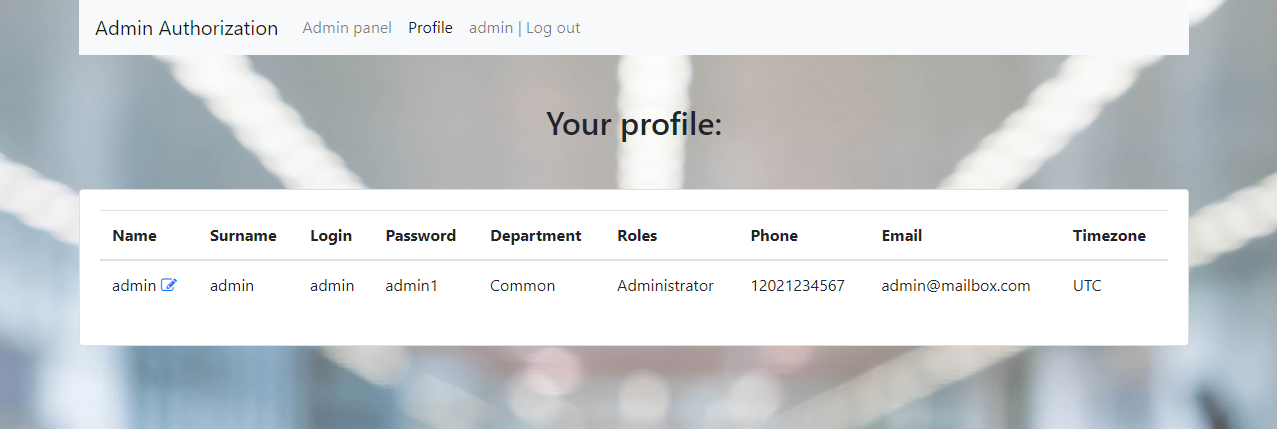 Admin Authorization Admin panel Profile admin | Log out
Your profile:
Name Surname Login Password Department Roles Phone Email Timezone
admin admin admin admin1 Common Administrator 12021234567 admin@mailbox.com UTC